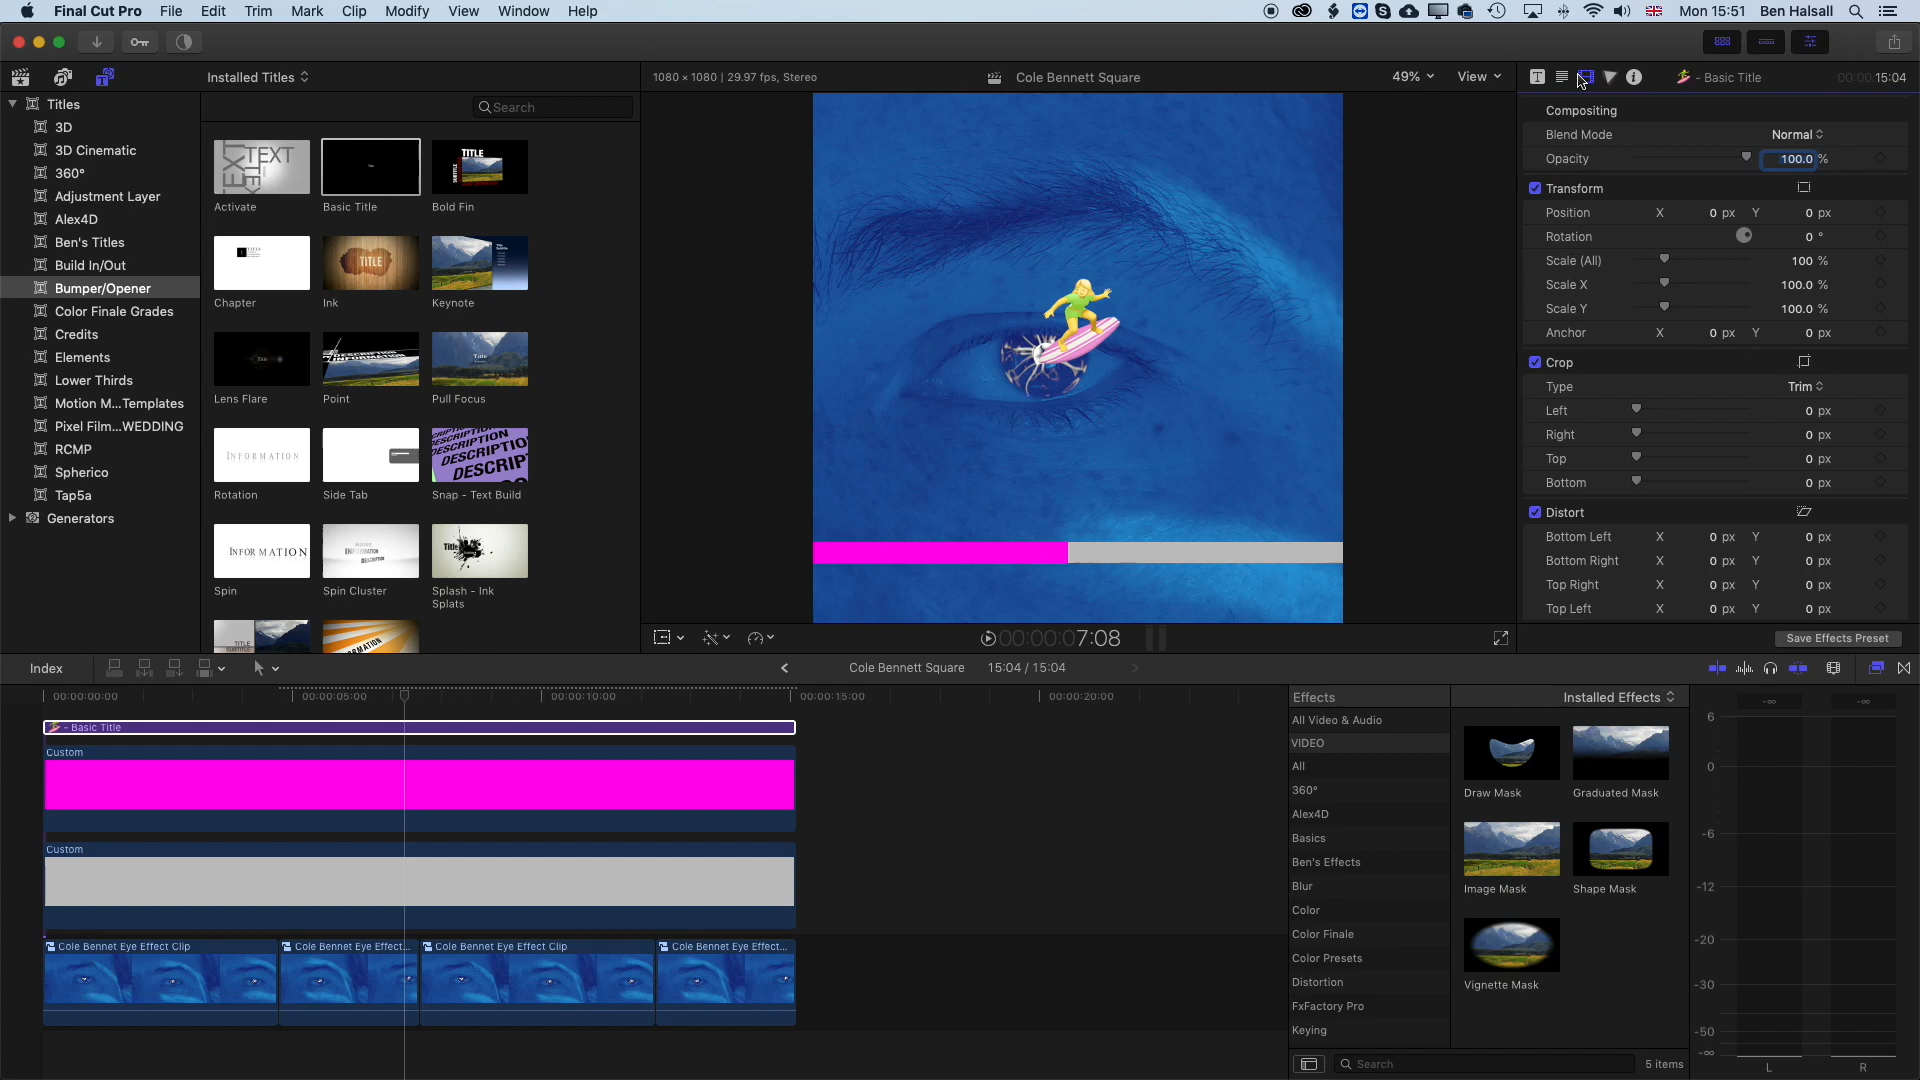 Final Cut Pro File Edit Trim Mark Clip Modify View Window Help Mon 15:51 Ben Halsall
Installed Titles 1080 × 1080 | 29.97 fps, Stereo Cole Bennett Square 49% View - Basic Title 00:00:15:04
Titles
3D
3D Cinematic
360°
Adjustment Layer
Alex4D
Ben's Titles
Build In/Out
Bumper/Opener
Color Finale Grades
Credits
Elements
Lower Thirds
Motion M...Templates
Pixel Film...WEDDING
RCMP
Spherico
Tap5a
Generators
Search
Activate Basic Title Bold Fin
Chapter Ink Keynote
Lens Flare Point Pull Focus
Rotation Side Tab Snap - Text Build
Spin Spin Cluster Splash - Ink
Splats
Compositing
Blend Mode Normal
Opacity 100.0 %
Transform
Position X 0 px Y 0 px
Rotation 0 °
Scale (All) 100 %
Scale X 100.0 %
Scale Y 100.0 %
Anchor X 0 px Y 0 px
Crop
Type Trim
Left 0 px
Right 0 px
Top 0 px
Bottom 0 px
Distort
Bottom Left X 0 px Y 0 px
Bottom Right X 0 px Y 0 px
Top Right X 0 px Y 0 px
Top Left X 0 px Y 0 px
00:00:07:08 Save Effects Preset
Index Cole Bennett Square 15:04 / 15:04
00:00:00:00 00:00:05:00 00:00:10:00 00:00:15:00 00:00:20:00
- Basic Title
Custom
Custom
Cole Bennet Eye Effect Clip Cole Bennet Eye Effect... Cole Bennet Eye Effect Clip Cole Bennet Eye Effect...
Effects Installed Effects
All Video & Audio
VIDEO
All
360°
Alex4D
Basics
Ben's Effects
Blur
Color
Color Finale
Color Presets
Distortion
FxFactory Pro
Keying
Draw Mask Graduated Mask
Image Mask Shape Mask
Vignette Mask
Search 5 items
-∞ -∞
6
0
-6
-12
-20
-30
-50
-∞
L R